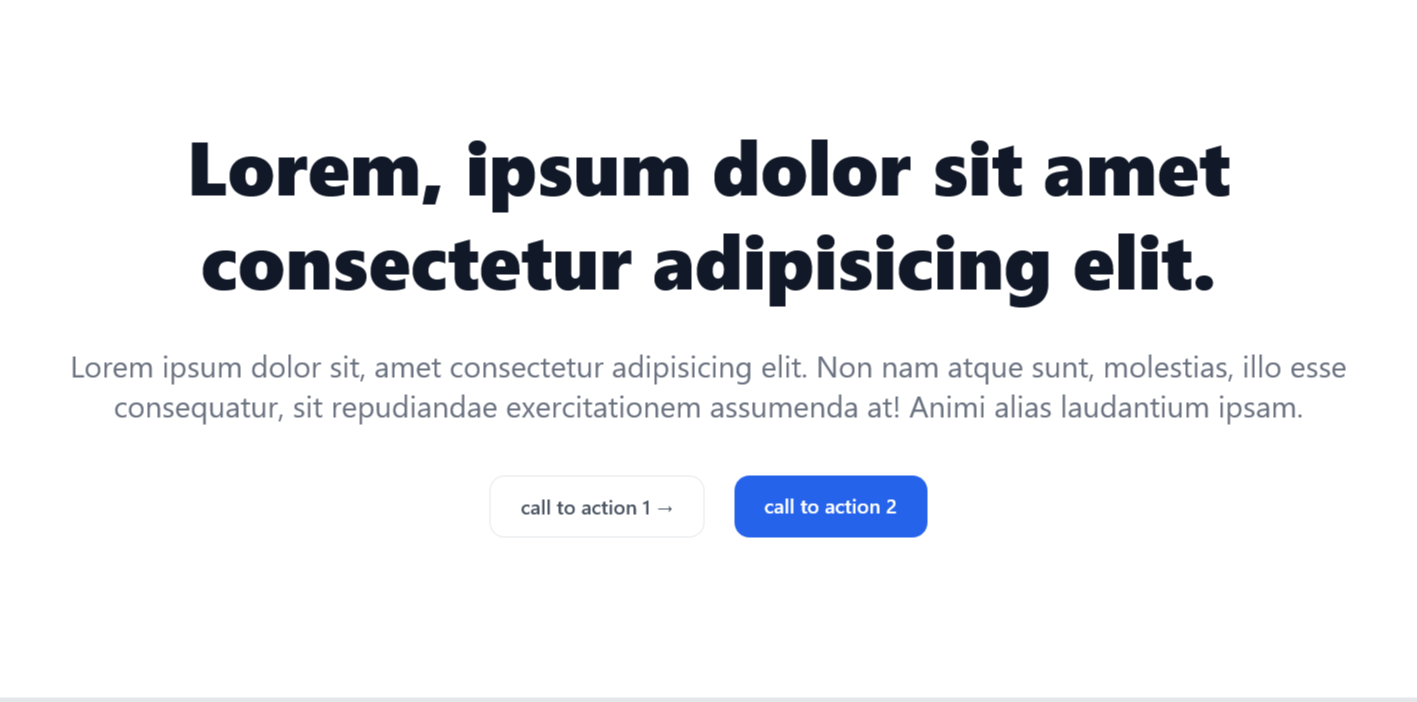 Lorem, ipsum dolor sit amet
consectetur adipisicing elit.
Lorem ipsum dolor sit, amet consectetur adipisicing elit. Non nam atque sunt, molestias, illo esse
consequatur, sit repudiandae exercitationem assumenda at! Animi alias laudantium ipsam.
call to action 1 →
call to action 2